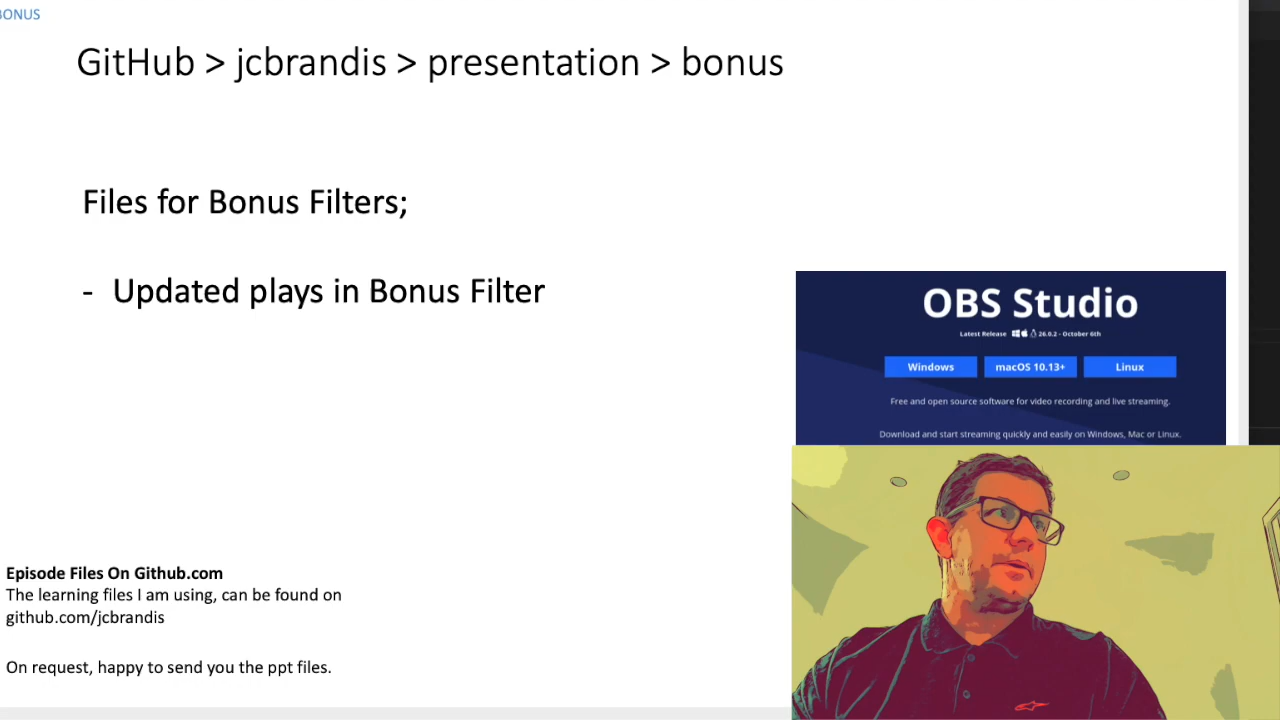 BONUS
GitHub > jcbrandis > presentation > bonus
Files for Bonus Filters;
- Updated plays in Bonus Filter
OBS Studio
Latest Release 26.0.2 - October 6th
Windows macOS 10.13+ Linux
Free and open source software for video recording and live streaming.
Download and start streaming quickly and easily on Windows, Mac or Linux.
Episode Files On Github.com
The learning files I am using, can be found on
github.com/jcbrandis
On request, happy to send you the ppt files.